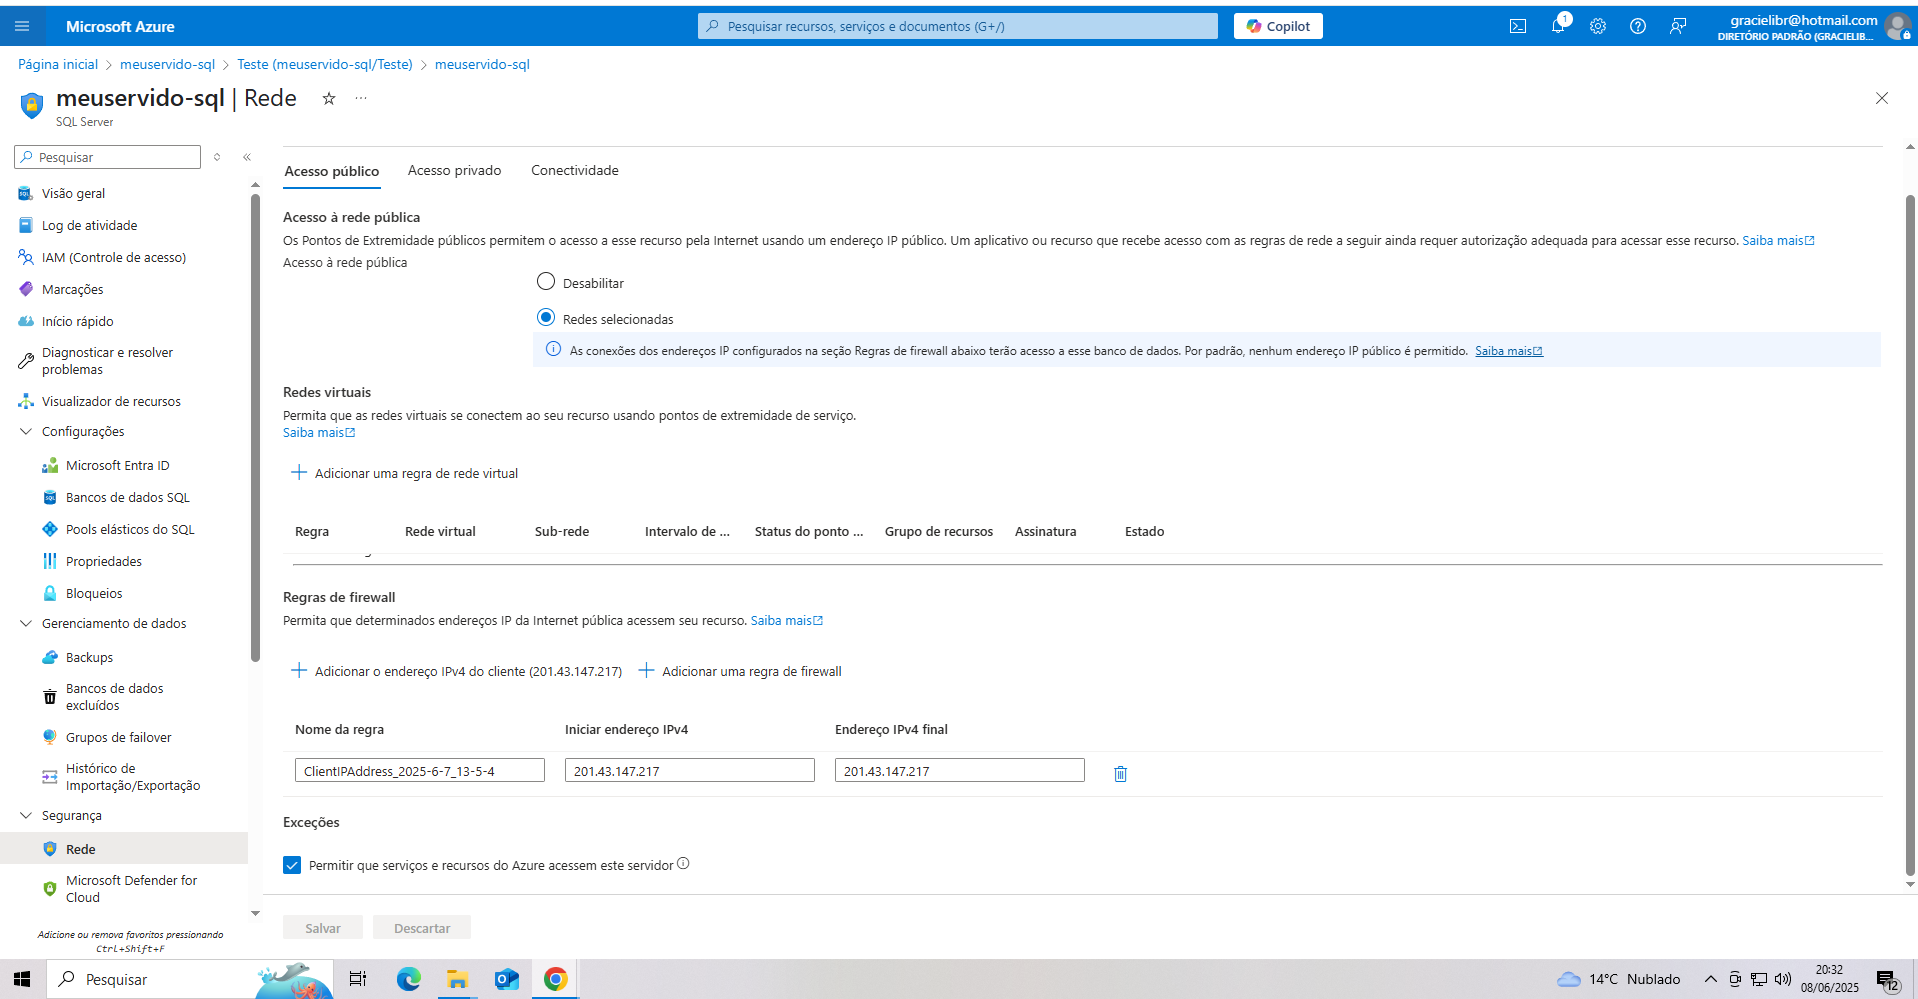 Microsoft Azure
Pesquisar recursos, serviços e documentos (G+/)
Copilot
1
gracielibr@hotmail.com
DIRETÓRIO PADRÃO (GRACIELIB...
Página inicial > meuservido-sql > Teste (meuservido-sql/Teste) > meuservido-sql
meuservido-sql | Rede
SQL Server
Pesquisar
Visão geral
Log de atividade
IAM (Controle de acesso)
Marcações
Início rápido
Diagnosticar e resolver
problemas
Visualizador de recursos
Configurações
Microsoft Entra ID
Bancos de dados SQL
Pools elásticos do SQL
Propriedades
Bloqueios
Gerenciamento de dados
Backups
Bancos de dados
excluídos
Grupos de failover
Histórico de
Importação/Exportação
Segurança
Rede
Microsoft Defender for
Cloud
Adicione ou remova favoritos pressionando
Ctrl+Shift+F
Acesso público Acesso privado Conectividade
Acesso à rede pública
Os Pontos de Extremidade públicos permitem o acesso a esse recurso pela Internet usando um endereço IP público. Um aplicativo ou recurso que recebe acesso com as regras de rede a seguir ainda requer autorização adequada para acessar esse recurso. Saiba mais
Acesso à rede pública
Desabilitar
Redes selecionadas
As conexões dos endereços IP configurados na seção Regras de firewall abaixo terão acesso a esse banco de dados. Por padrão, nenhum endereço IP público é permitido. Saiba mais
Redes virtuais
Permita que as redes virtuais se conectem ao seu recurso usando pontos de extremidade de serviço.
Saiba mais
Adicionar uma regra de rede virtual
Regra Rede virtual Sub-rede Intervalo de ... Status do ponto ... Grupo de recursos Assinatura Estado
Regras de firewall
Permita que determinados endereços IP da Internet pública acessem seu recurso. Saiba mais
Adicionar o endereço IPv4 do cliente (201.43.147.217) Adicionar uma regra de firewall
Nome da regra Iniciar endereço IPv4 Endereço IPv4 final
ClientIPAddress_2025-6-7_13-5-4 201.43.147.217 201.43.147.217
Exceções
Permitir que serviços e recursos do Azure acessem este servidor
Salvar Descartar
Pesquisar
14°C Nublado
20:32
08/06/2025
12